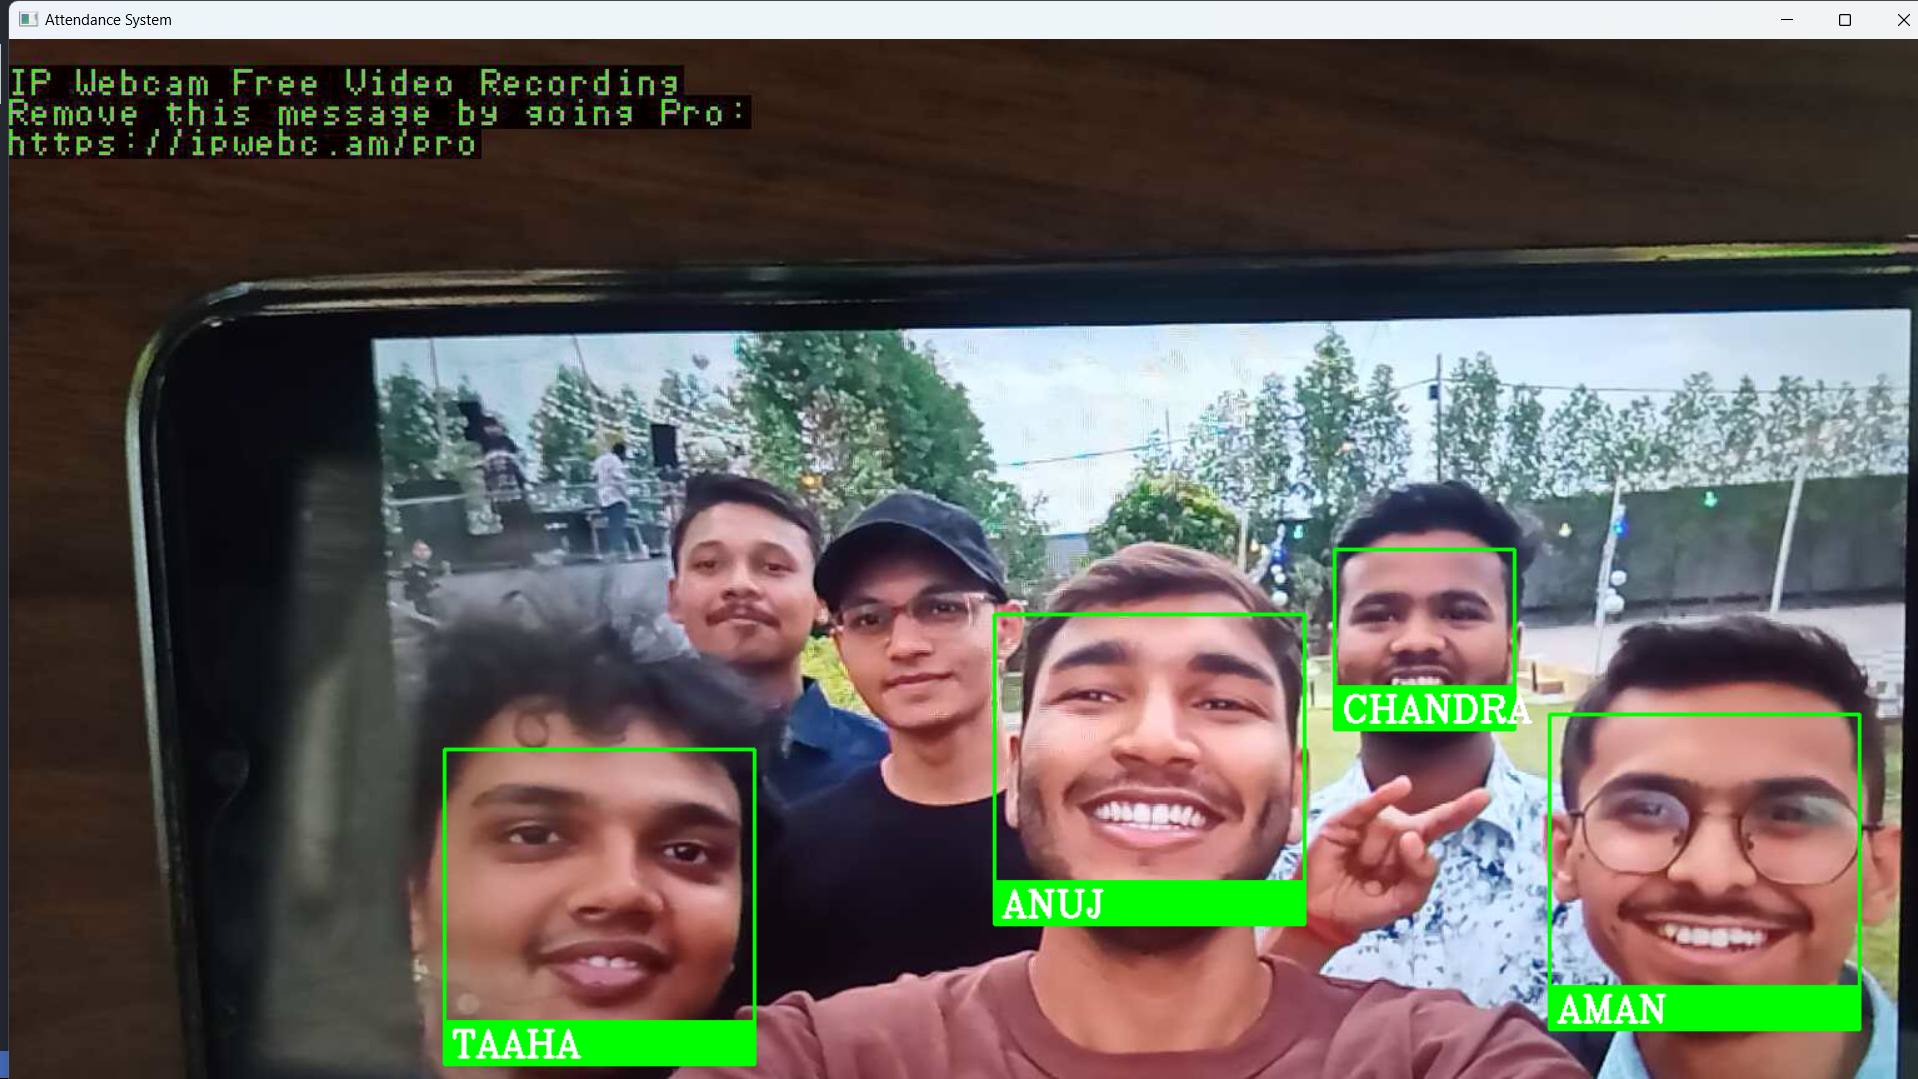 Attendance System
IP Webcam Free Video Recording
Remove this message by going Pro:
https://ipwebc.am/pro
CHANDRA
ANUJ
AMAN
TAAHA